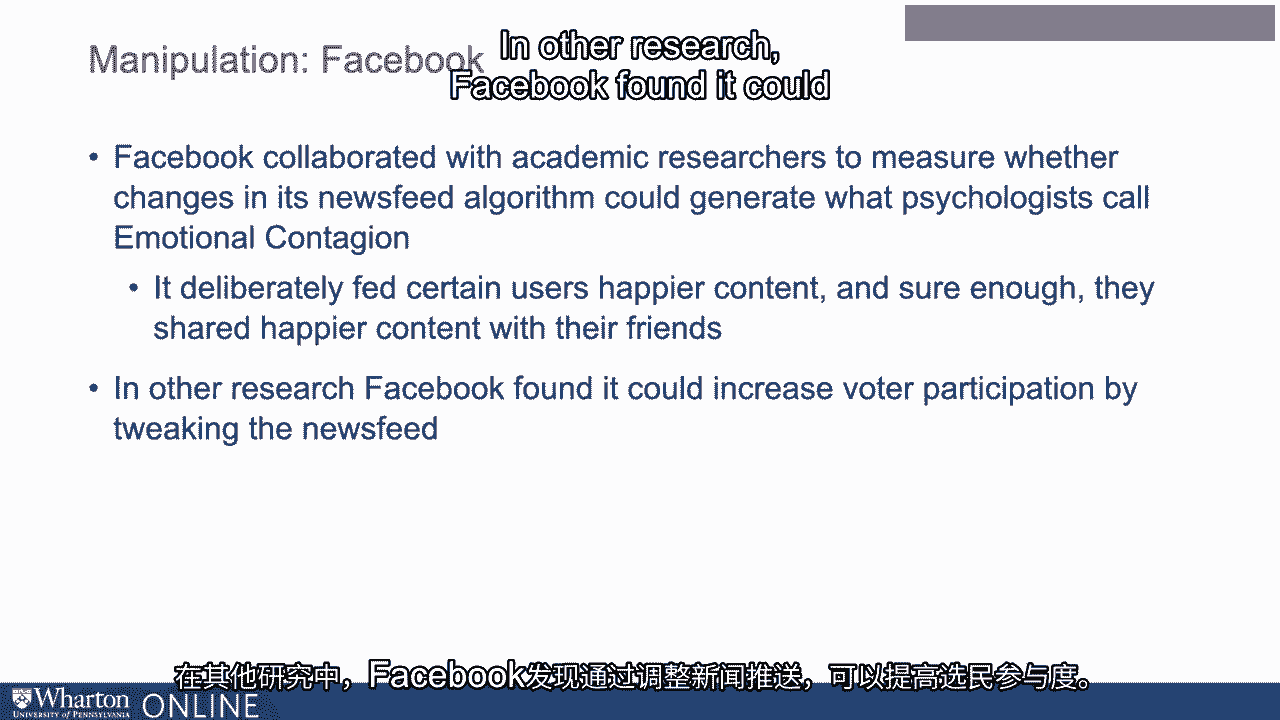 Manipulation: Facebook
In other research,
Facebook found it could
• Facebook collaborated with academic researchers to measure whether
changes in its newsfeed algorithm could generate what psychologists call
Emotional Contagion
• It deliberately fed certain users happier content, and sure enough, they
shared happier content with their friends
• In other research Facebook found it could increase voter participation by
tweaking the newsfeed
在其他研究中，Facebook发现通过调整新闻推送，可以提高选民参与度。
Wharton
UNIVERSITY of PENNSYLVANIA
ONLINE